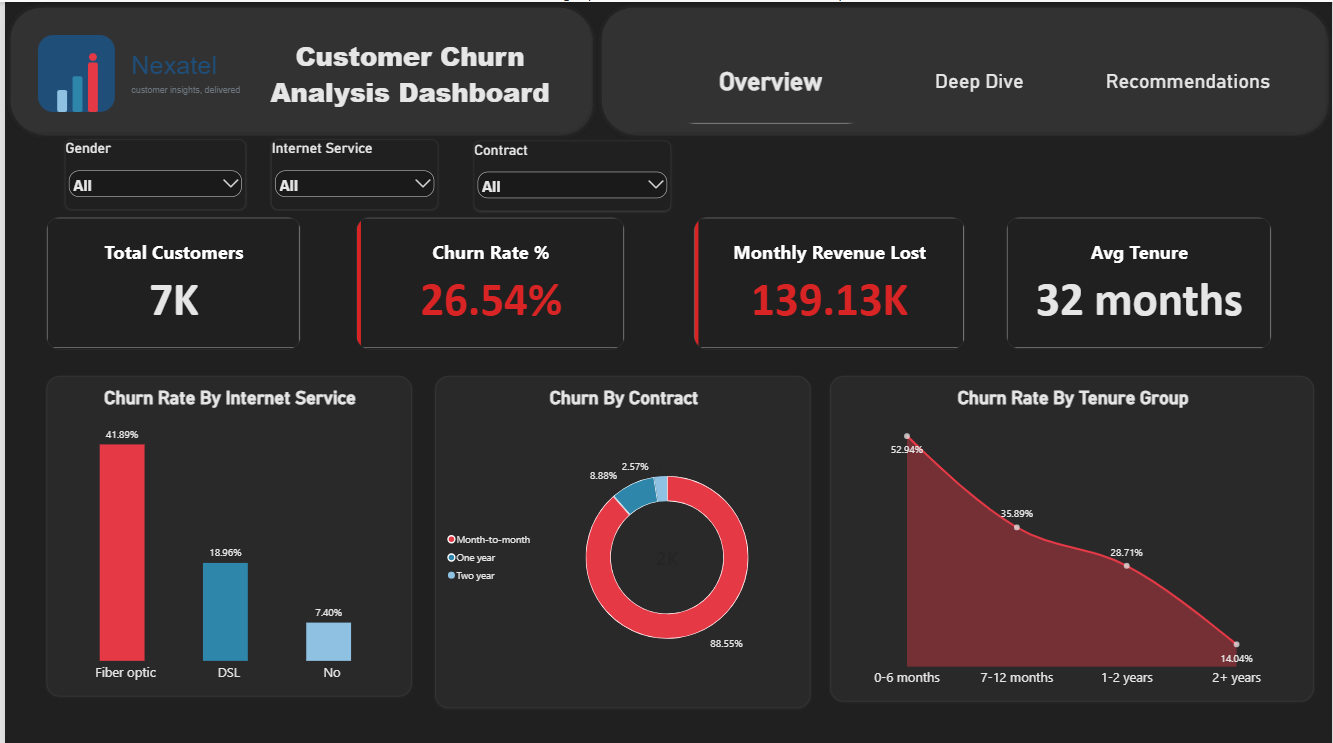 Nexatel
customer insights, delivered
Customer Churn
Analysis Dashboard
Overview
Deep Dive
Recommendations
Gender
All
Internet Service
All
Contract
All
Total Customers
7K
Churn Rate %
26.54%
Monthly Revenue Lost
139.13K
Avg Tenure
32 months
Churn Rate By Internet Service
41.89%
18.96%
7.40%
Fiber optic
DSL
No
Churn By Contract
2.57%
8.88%
Month-to-month
One year
Two year
2K
88.55%
Churn Rate By Tenure Group
52.94%
35.89%
28.71%
14.04%
0-6 months
7-12 months
1-2 years
2+ years